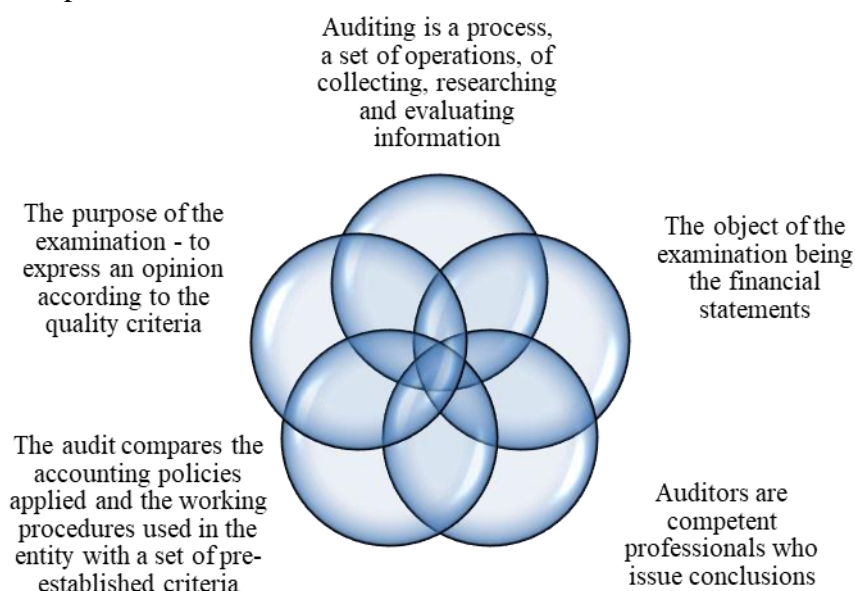 Auditing is a process,
a set of operations, of
collecting, researching
and evaluating
information
The object of the
examination being
the financial
statements
Auditors are
competent
professionals who
issue conclusions
The audit compares the
accounting policies
applied and the working
procedures used in the
entity with a set of pre-
established criteria
The purpose of the
examination - to
express an opinion
according to the
quality criteria